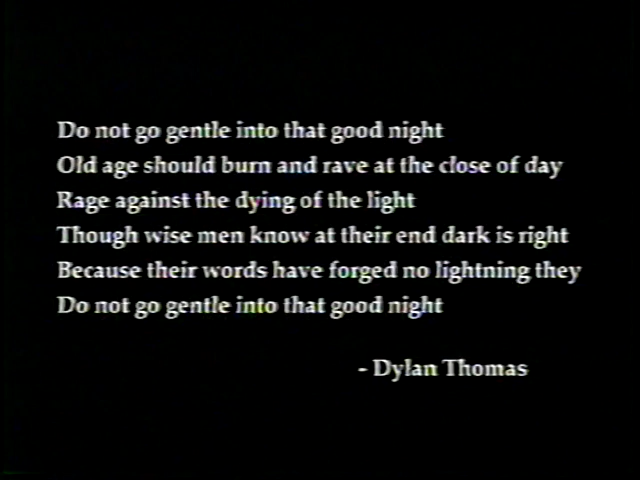 Do not go gentle into that good night
Old age should burn and rave at the close of day
Rage against the dying of the light
Though wise men know at their end dark is right
Because their words have forged no lightning they
Do not go gentle into that good night
- Dylan Thomas